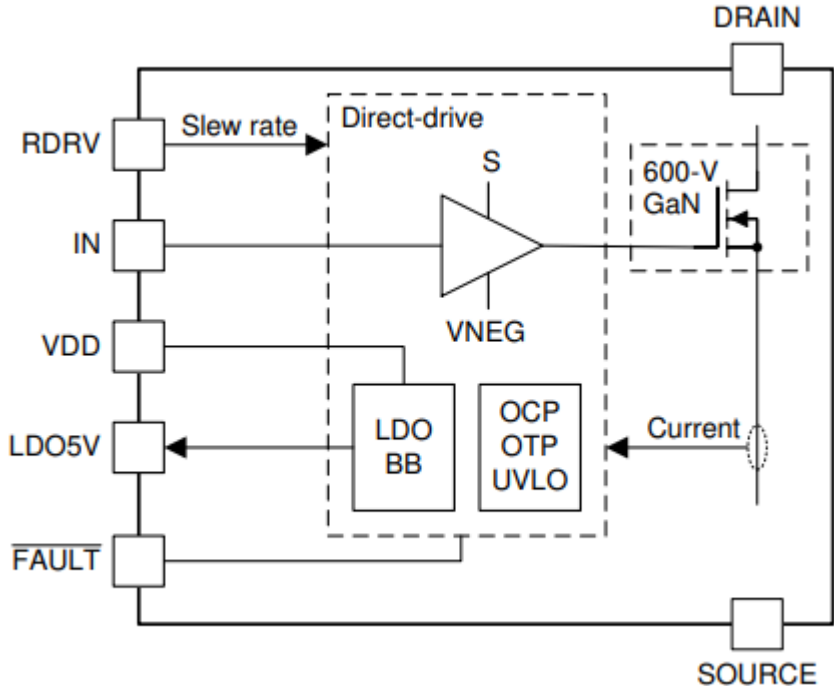 DRAIN
RDRV
Slew rate
Direct-drive
600-V
GaN
S
IN
VNEG
VDD
LDO5V
LDO
BB
OCP
OTP
UVLO
Current
FAULT
SOURCE